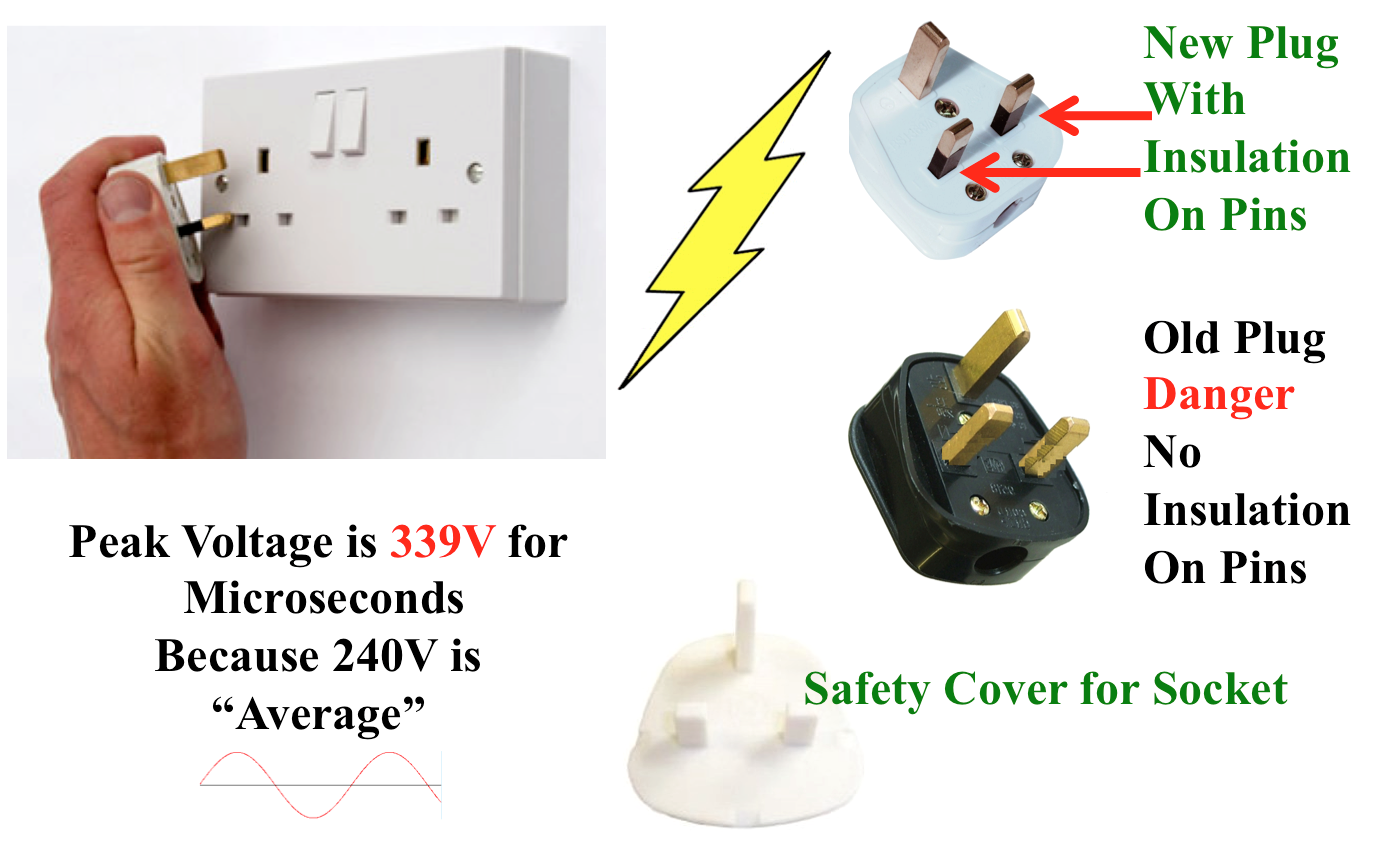 New Plug
With
Insulation
On Pins
Old Plug
Danger
No
Insulation
On Pins
Peak Voltage is 339V for
Microseconds
Because 240V is
“Average”
Safety Cover for Socket